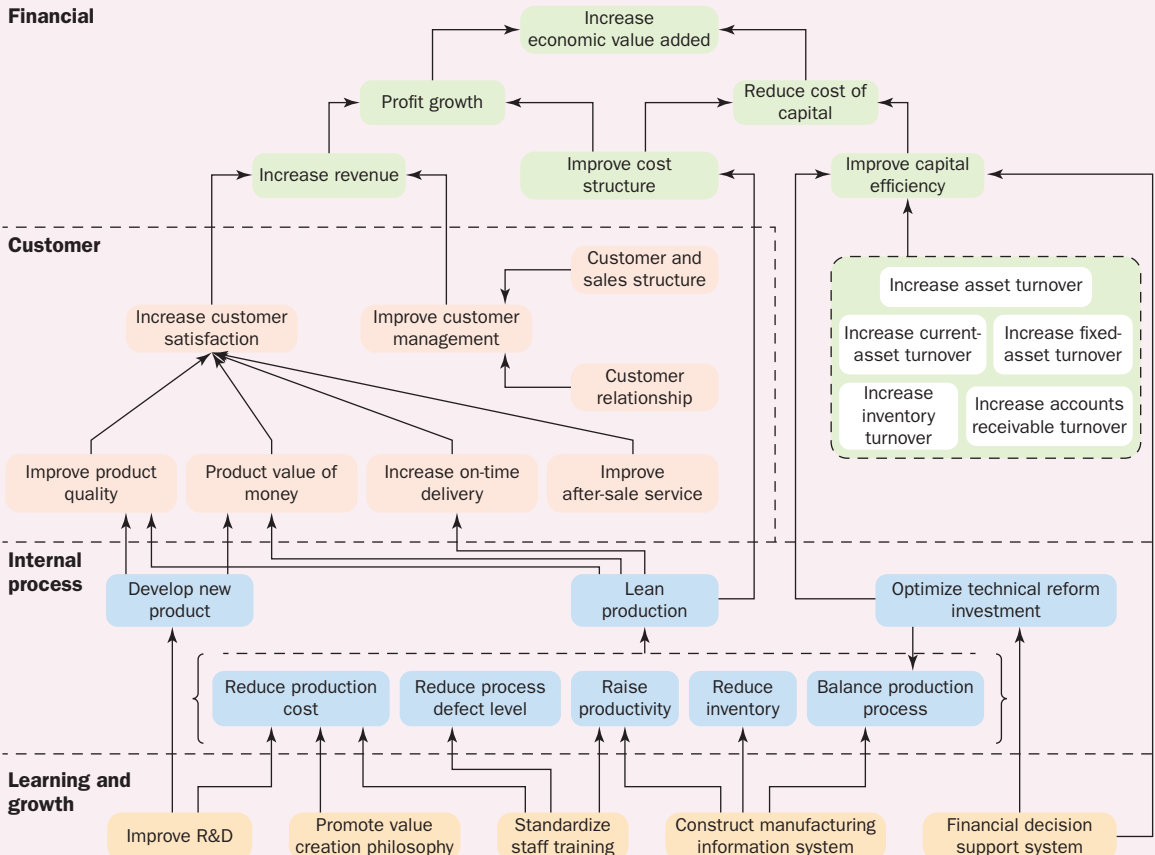 Financial
Increase
economic value added
Profit growth
Reduce cost of
capital
Increase revenue
Improve cost
structure
Improve capital
efficiency
Customer
Customer and
sales structure
Increase customer
satisfaction
Improve customer
management
Customer
relationship
Increase asset turnover
Increase current-
asset turnover
Increase fixed-
asset turnover
Increase
inventory
turnover
Increase accounts
receivable turnover
Improve product
quality
Product value of
money
Increase on-time
delivery
Improve
after-sale service
Internal
process
Develop new
product
Lean
production
Optimize technical reform
investment
Reduce production
cost
Reduce process
defect level
Raise
productivity
Reduce
inventory
Balance production
process
Learning and
growth
Improve R&D
Promote value
creation philosophy
Standardize
staff training
Construct manufacturing
information system
Financial decision
support system